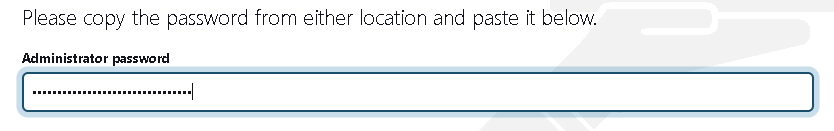 Please copy the password from either location and paste it below.
Administrator password
••••••••••••••••••••••••••••••••